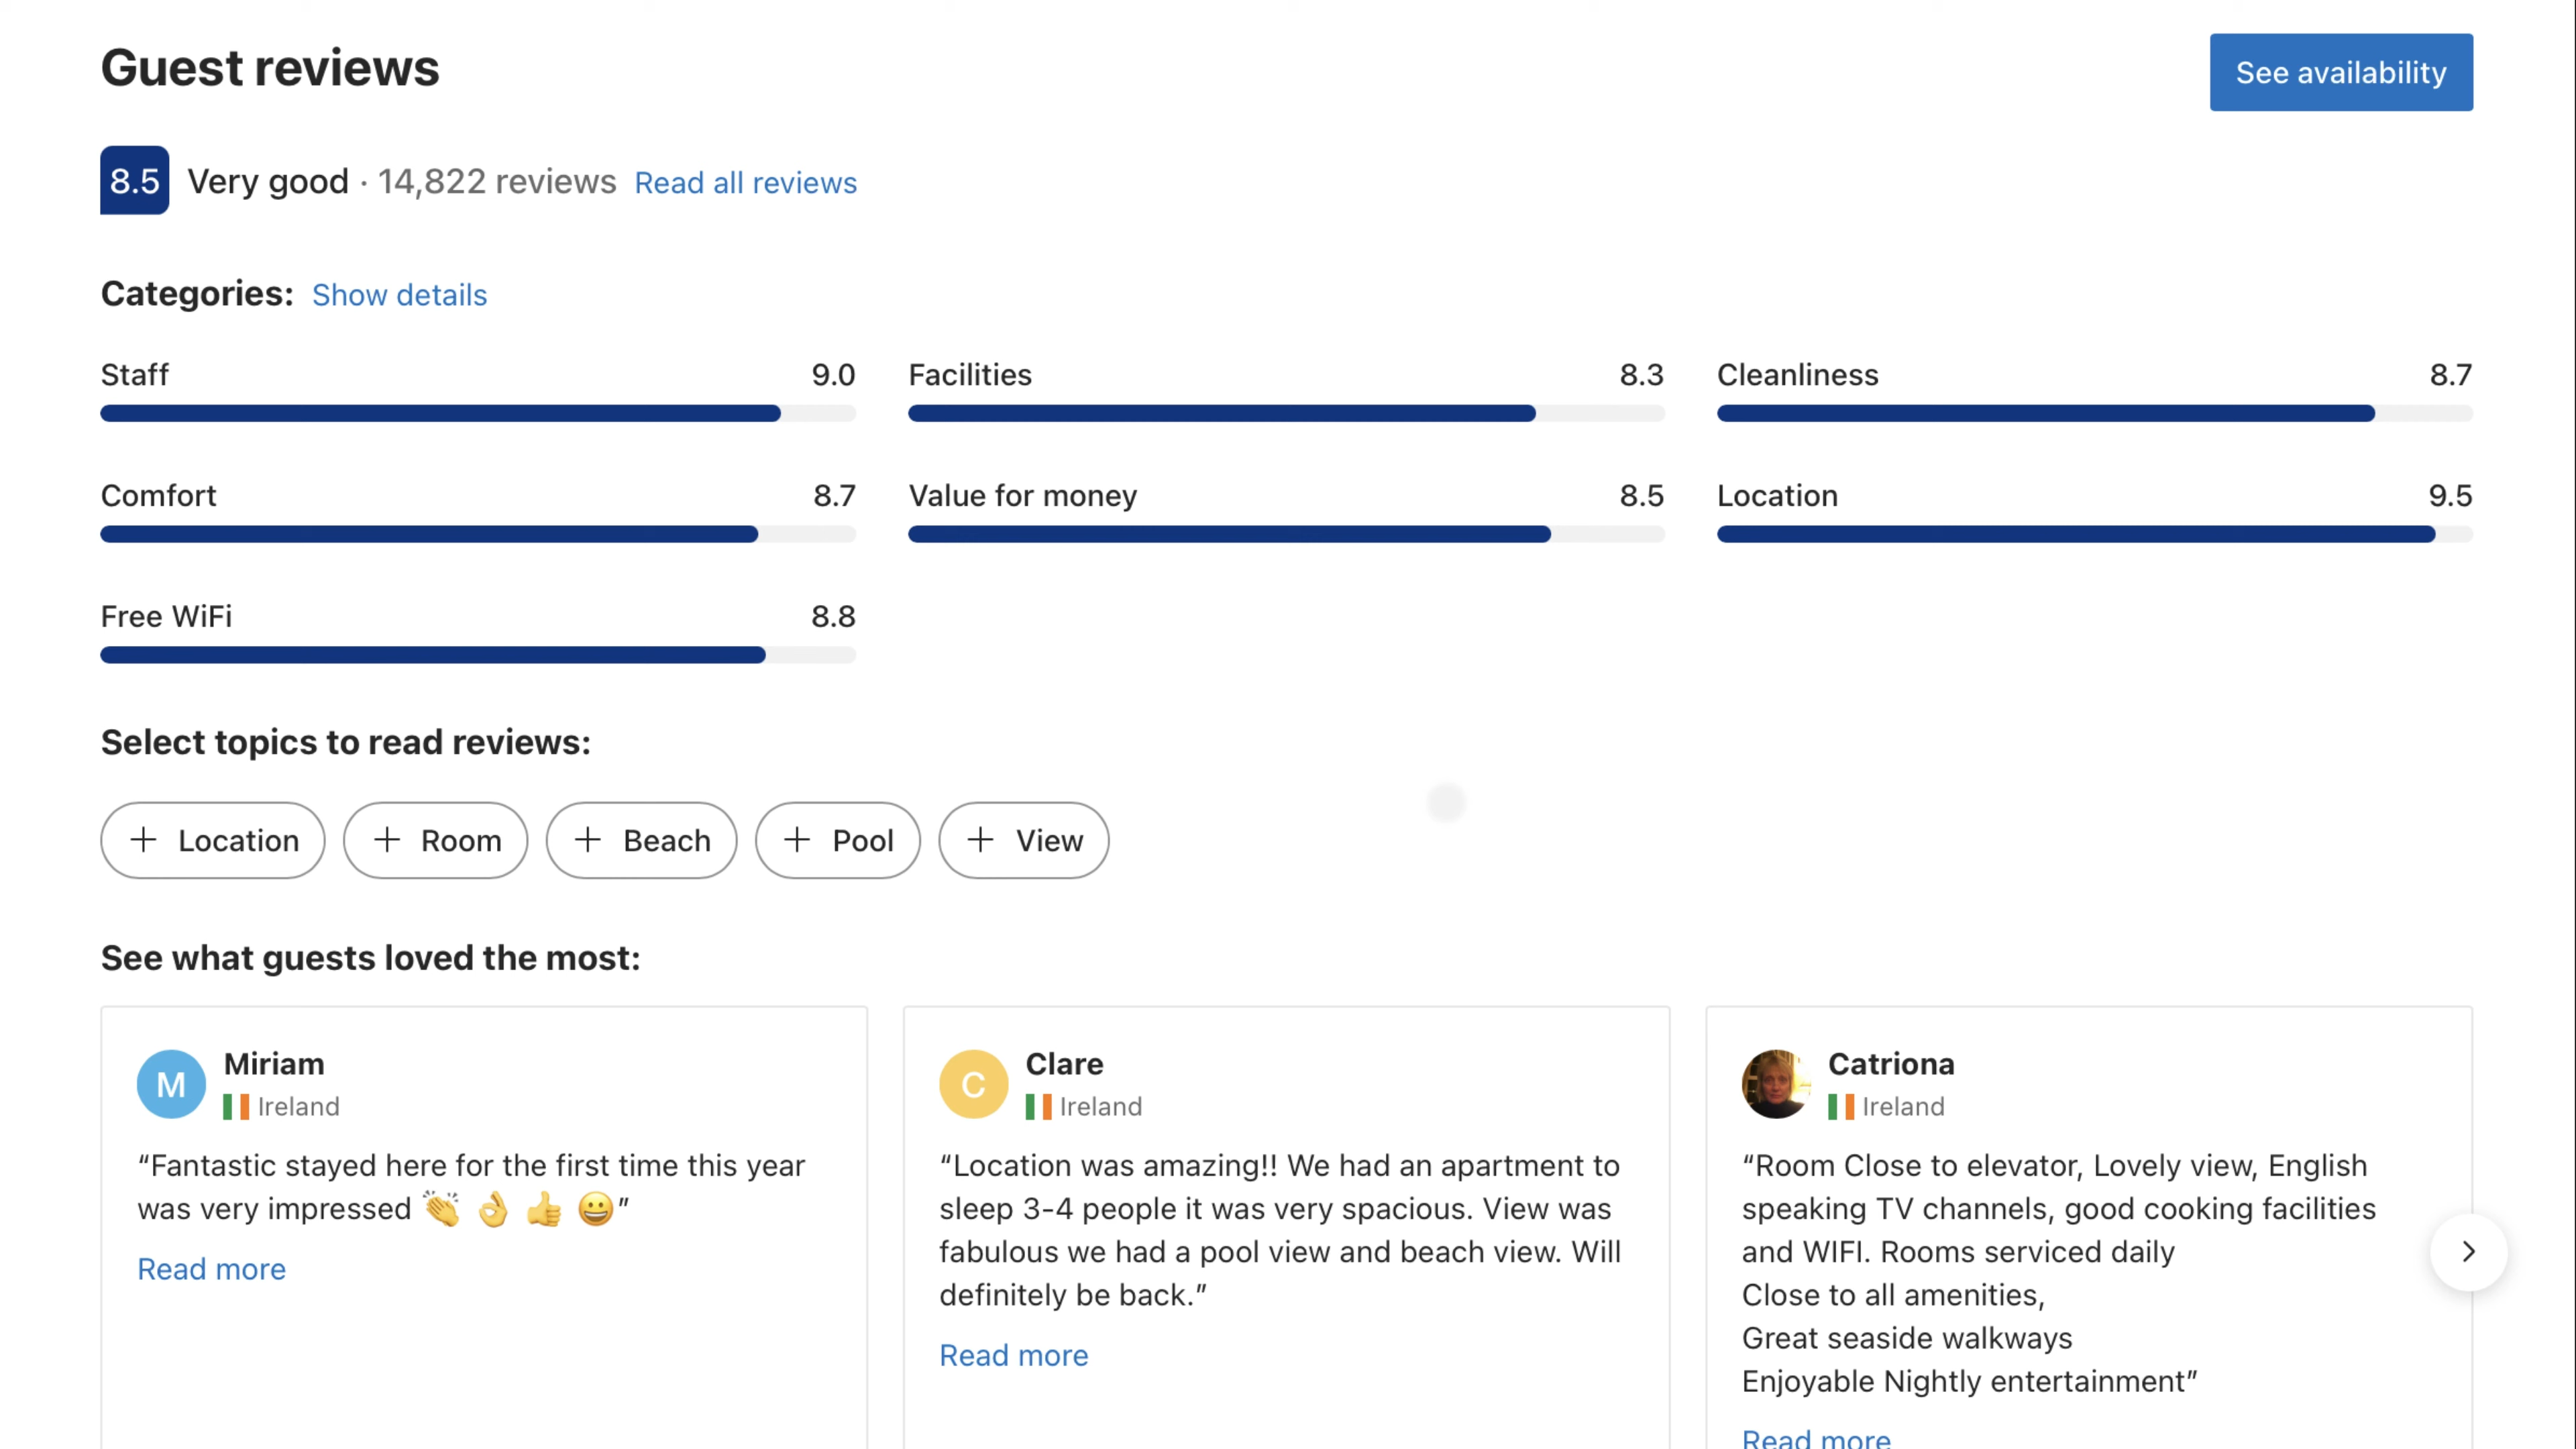 Guest reviews
See availability
8.5 Very good · 14,822 reviews Read all reviews
Categories: Show details
Staff 9.0
Facilities 8.3
Cleanliness 8.7
Comfort 8.7
Value for money 8.5
Location 9.5
Free WiFi 8.8
Select topics to read reviews:
+ Location
+ Room
+ Beach
+ Pool
+ View
See what guests loved the most:
M
Miriam
Ireland
“Fantastic stayed here for the first time this year
was very impressed 👏 👌 👍 😀”
Read more
C
Clare
Ireland
“Location was amazing!! We had an apartment to
sleep 3-4 people it was very spacious. View was
fabulous we had a pool view and beach view. Will
definitely be back.”
Read more
Catriona
Ireland
“Room Close to elevator, Lovely view, English
speaking TV channels, good cooking facilities
and WIFI. Rooms serviced daily
Close to all amenities,
Great seaside walkways
Enjoyable Nightly entertainment”
Read more